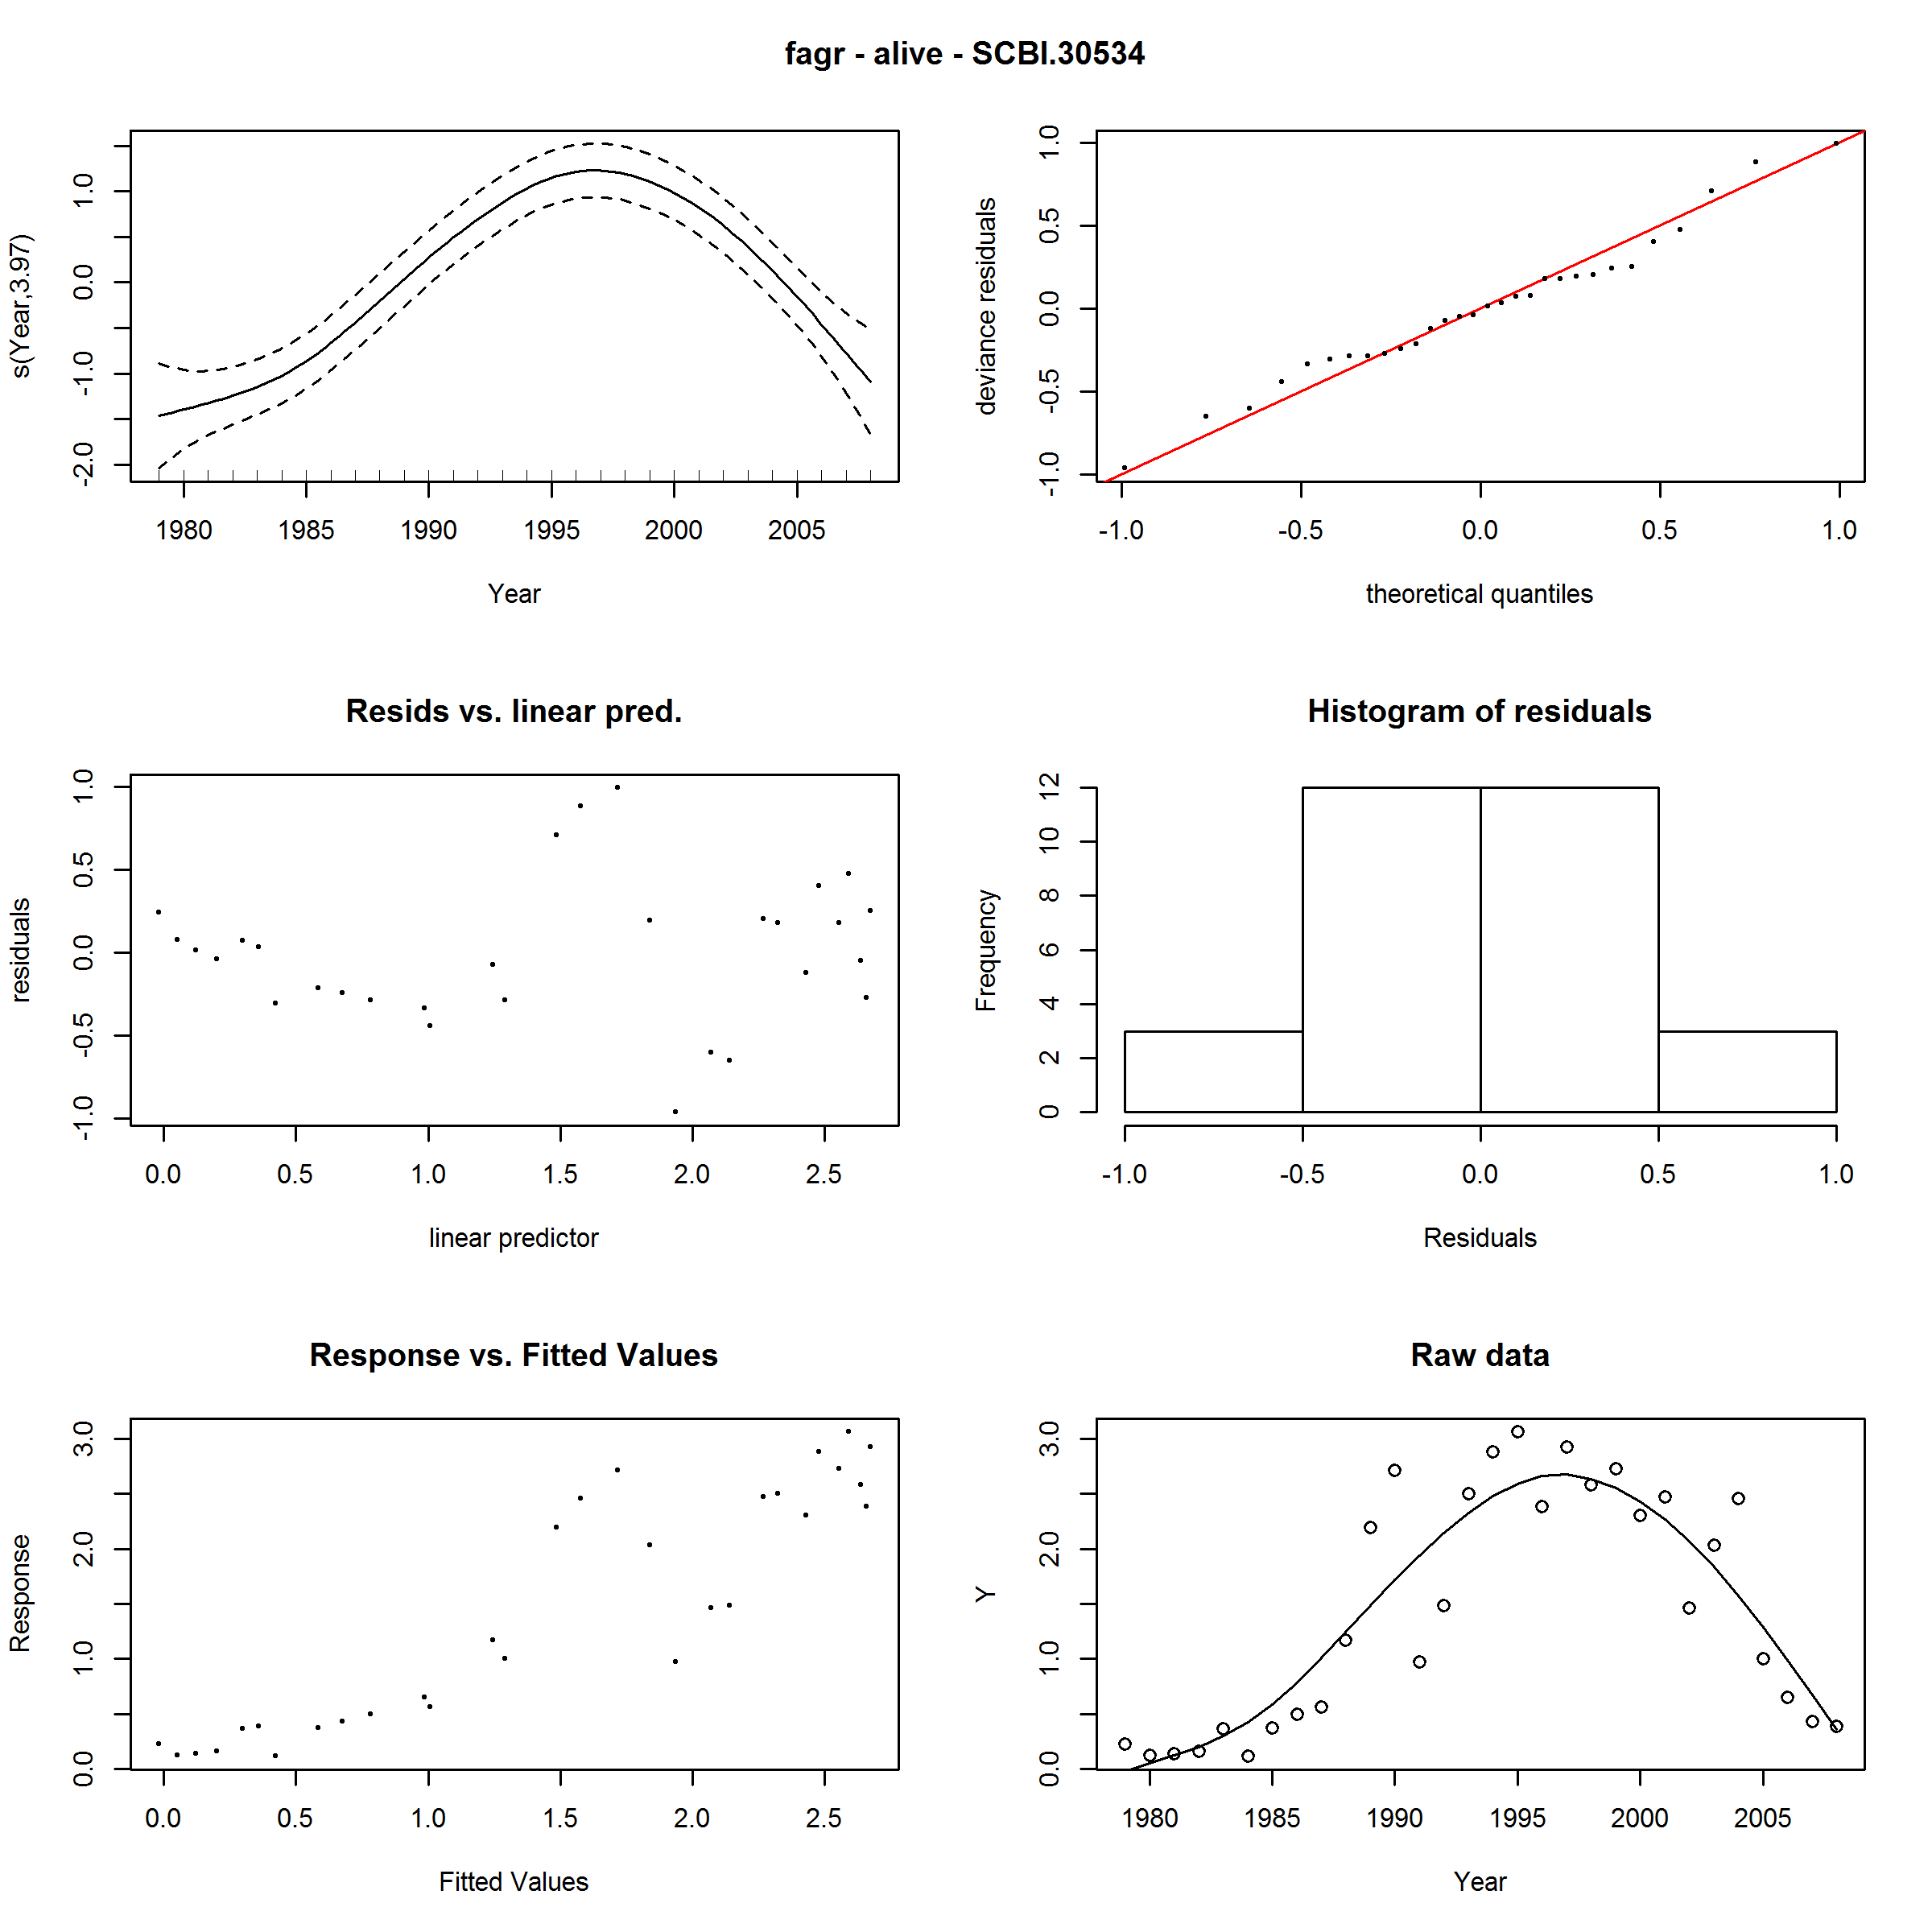 fagr - alive - SCBI.30534
s(Year,3.97)
1.0
0.0
-1.0
-2.0
1980 1985 1990 1995 2000 2005
Year
deviance residuals
1.0
0.5
0.0
-0.5
-1.0
-1.0 -0.5 0.0 0.5 1.0
theoretical quantiles
Resids vs. linear pred.
residuals
1.0
0.5
0.0
-0.5
-1.0
0.0 0.5 1.0 1.5 2.0 2.5
linear predictor
Histogram of residuals
Frequency
12
10
8
6
4
2
0
-1.0 -0.5 0.0 0.5 1.0
Residuals
Response vs. Fitted Values
Response
3.0
2.0
1.0
0.0
0.0 0.5 1.0 1.5 2.0 2.5
Fitted Values
Raw data
Y
3.0
2.0
1.0
0.0
1980 1985 1990 1995 2000 2005
Year